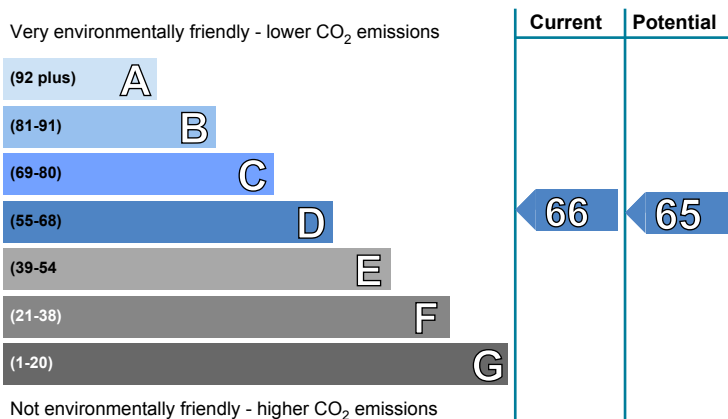 Current Potential
Very environmentally friendly - lower CO2 emissions
(92 plus) A
(81-91) B
(69-80) C
(55-68) D 66 65
(39-54 E
(21-38) F
(1-20) G
Not environmentally friendly - higher CO2 emissions